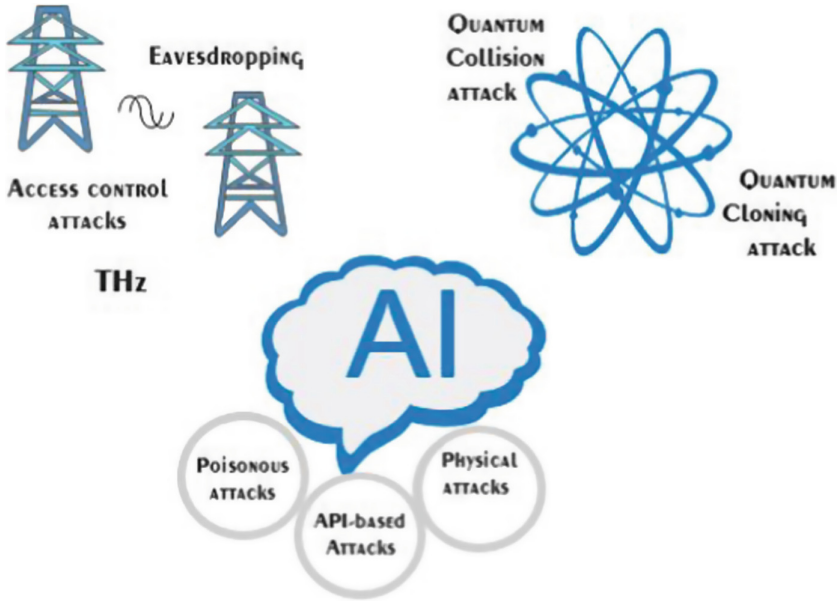 Eavesdropping
Access control
attacks
THz
Quantum
Collision
attack
Quantum
Cloning
attack
AI
Poisonous
attacks
API-based
Attacks
Physical
attacks